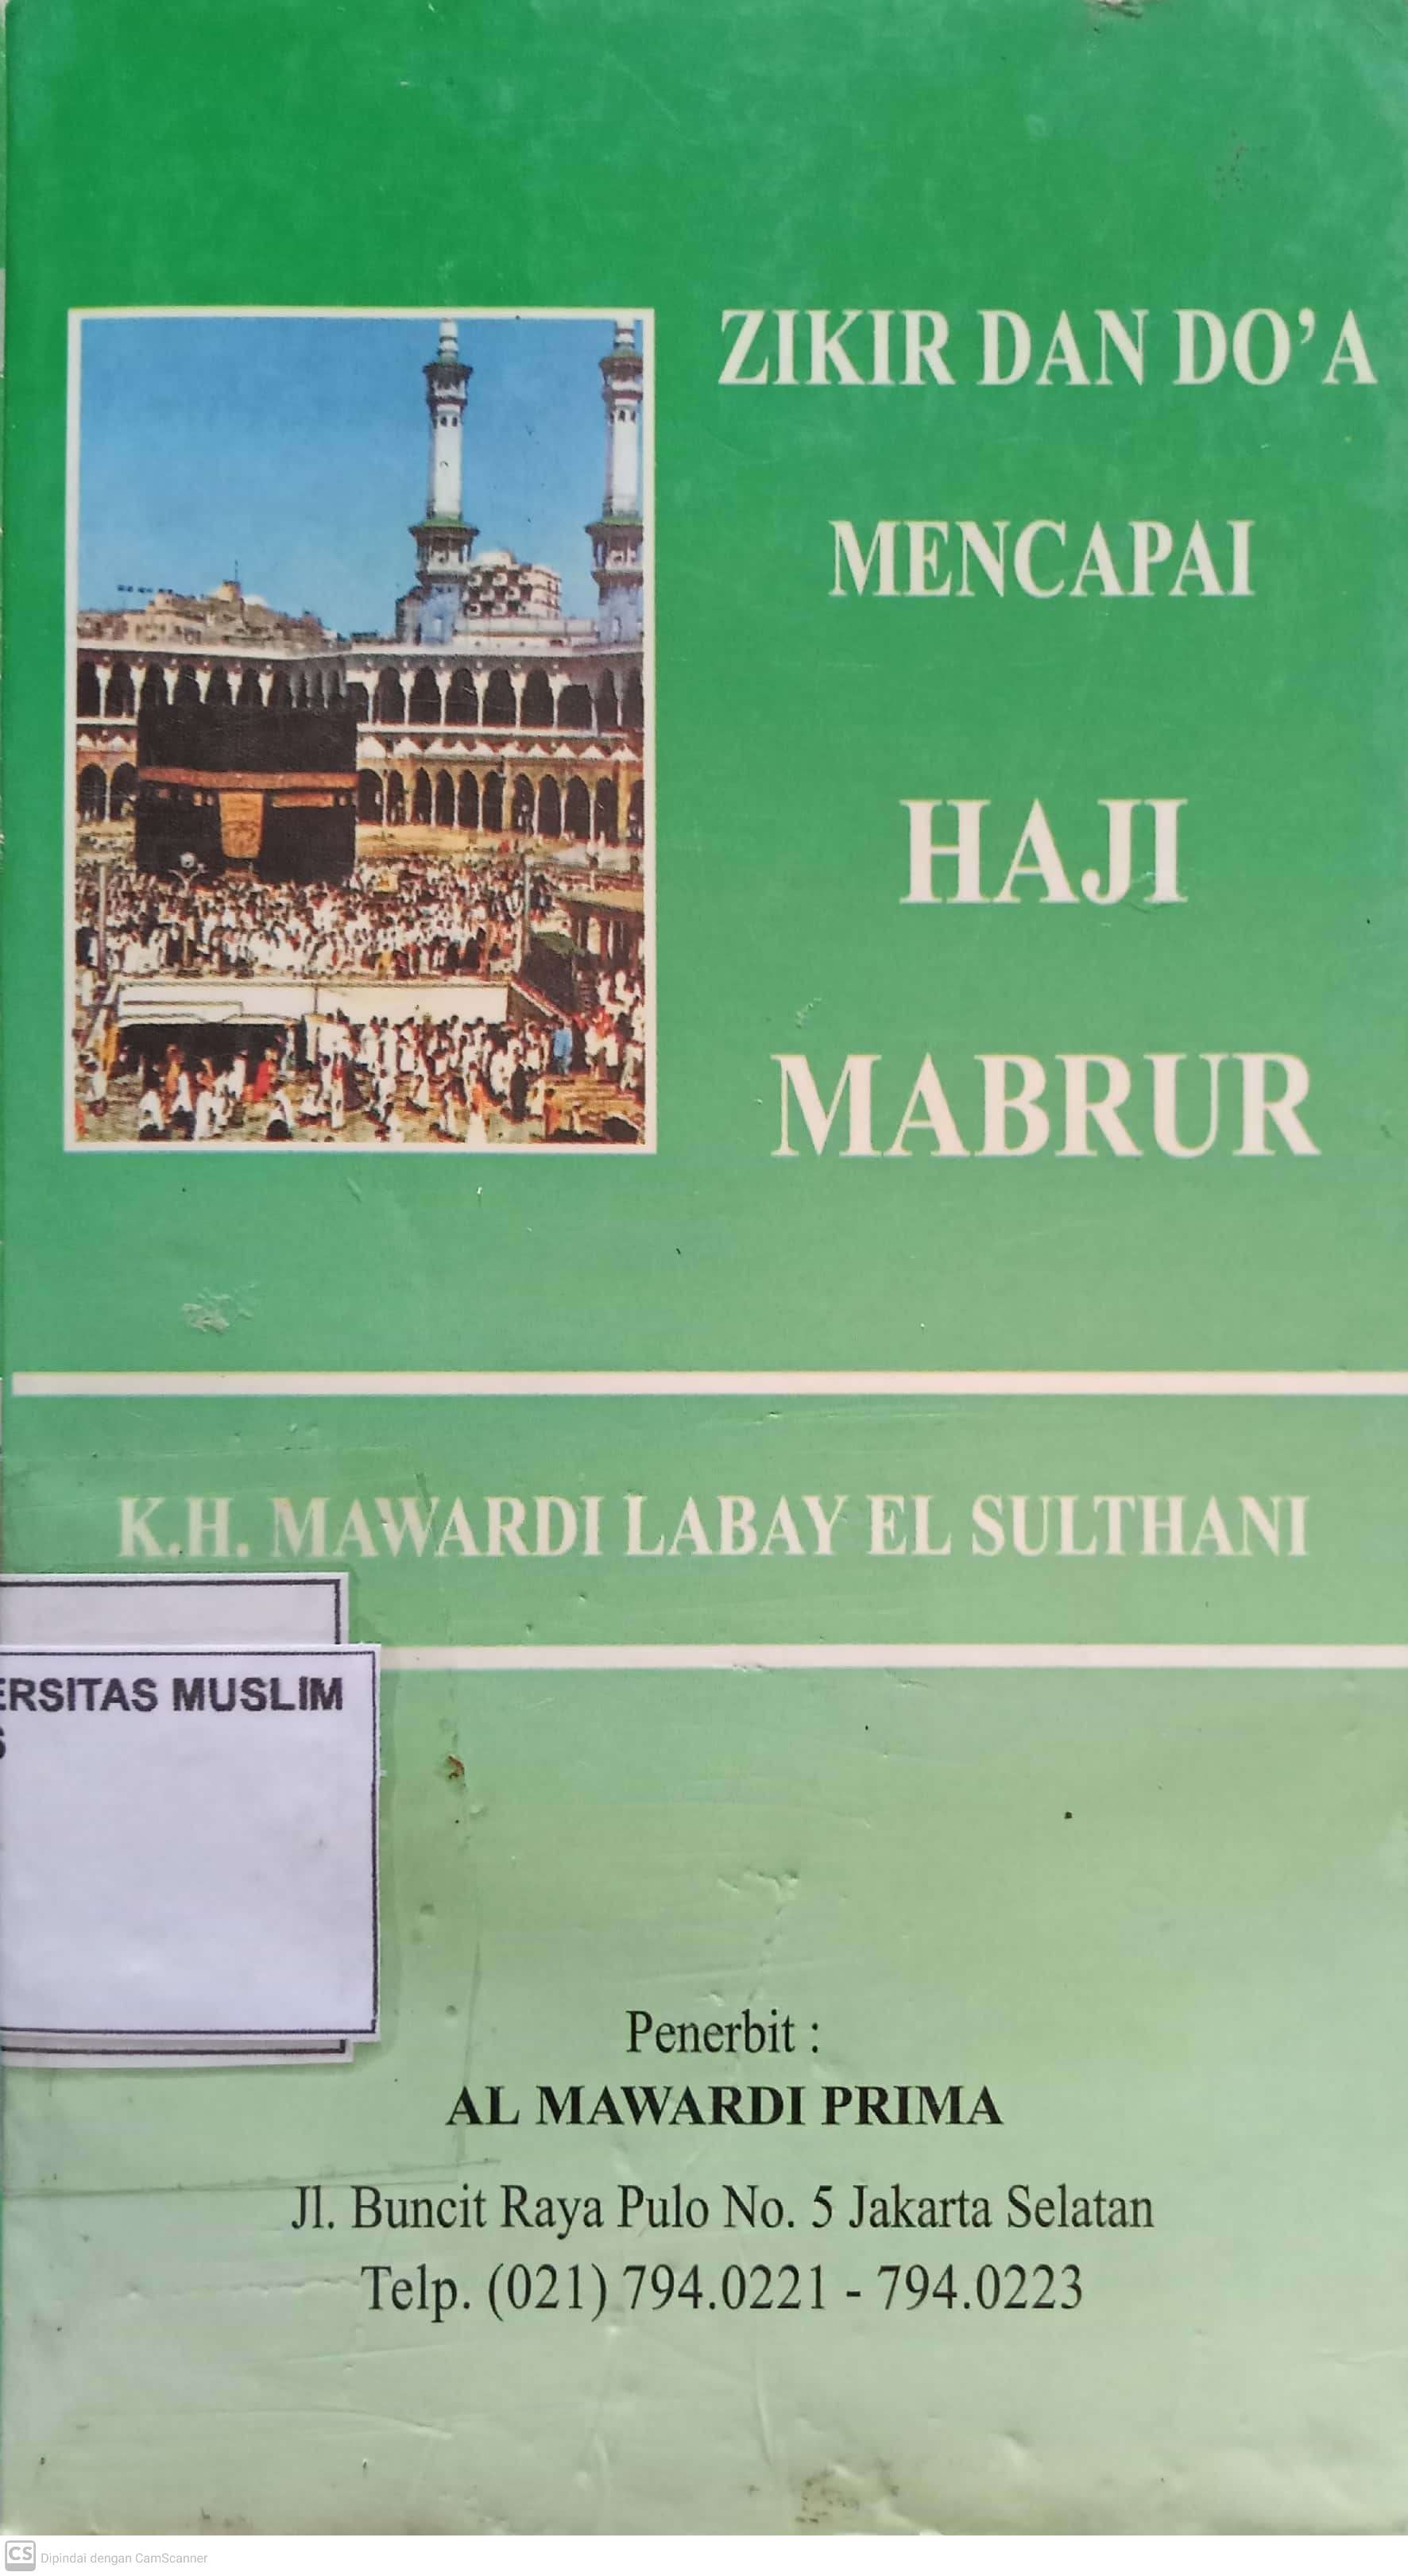 ZIKIR DAN DO'A
MENCAPAI
HAJI
MABRUR
K.H. MAWARDI LABAY EL SULTHANI
MUSLIM
Penerbit :
AL MAWARDI PRIMA
Jl. Buncit Raya Pulo No. 5 Jakarta Selatan
Telp. (021) 794.0221 - 794.0223
CS Dipindai dengan CamScanner